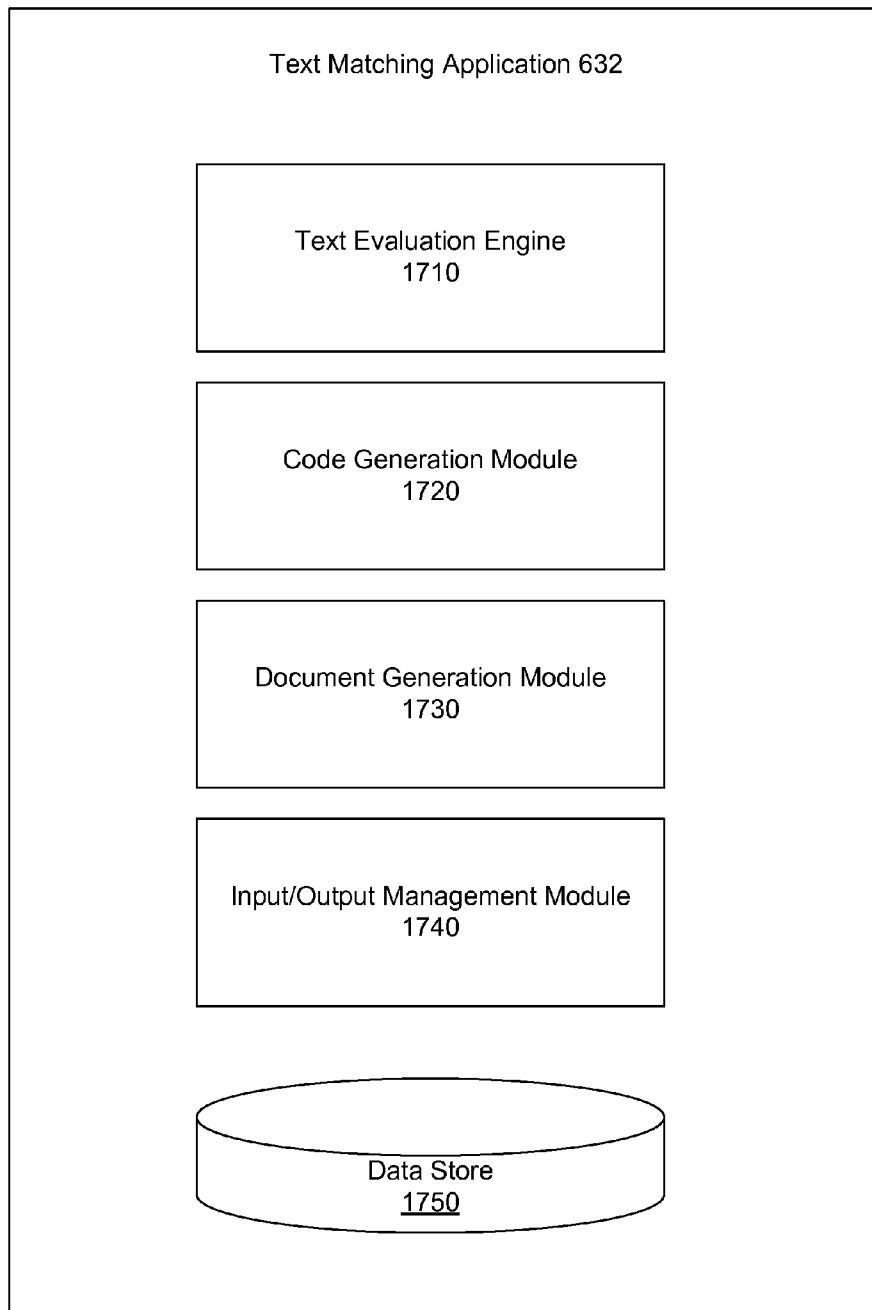 Text Matching Application 632
Text Evaluation Engine
1710
Code Generation Module
1720
Document Generation Module
1730
Input/Output Management Module
1740
Data Store
1750